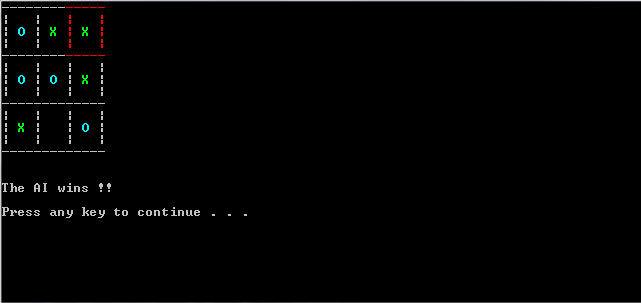 O X X
O O X
X O
The AI wins !!
Press any key to continue . . .